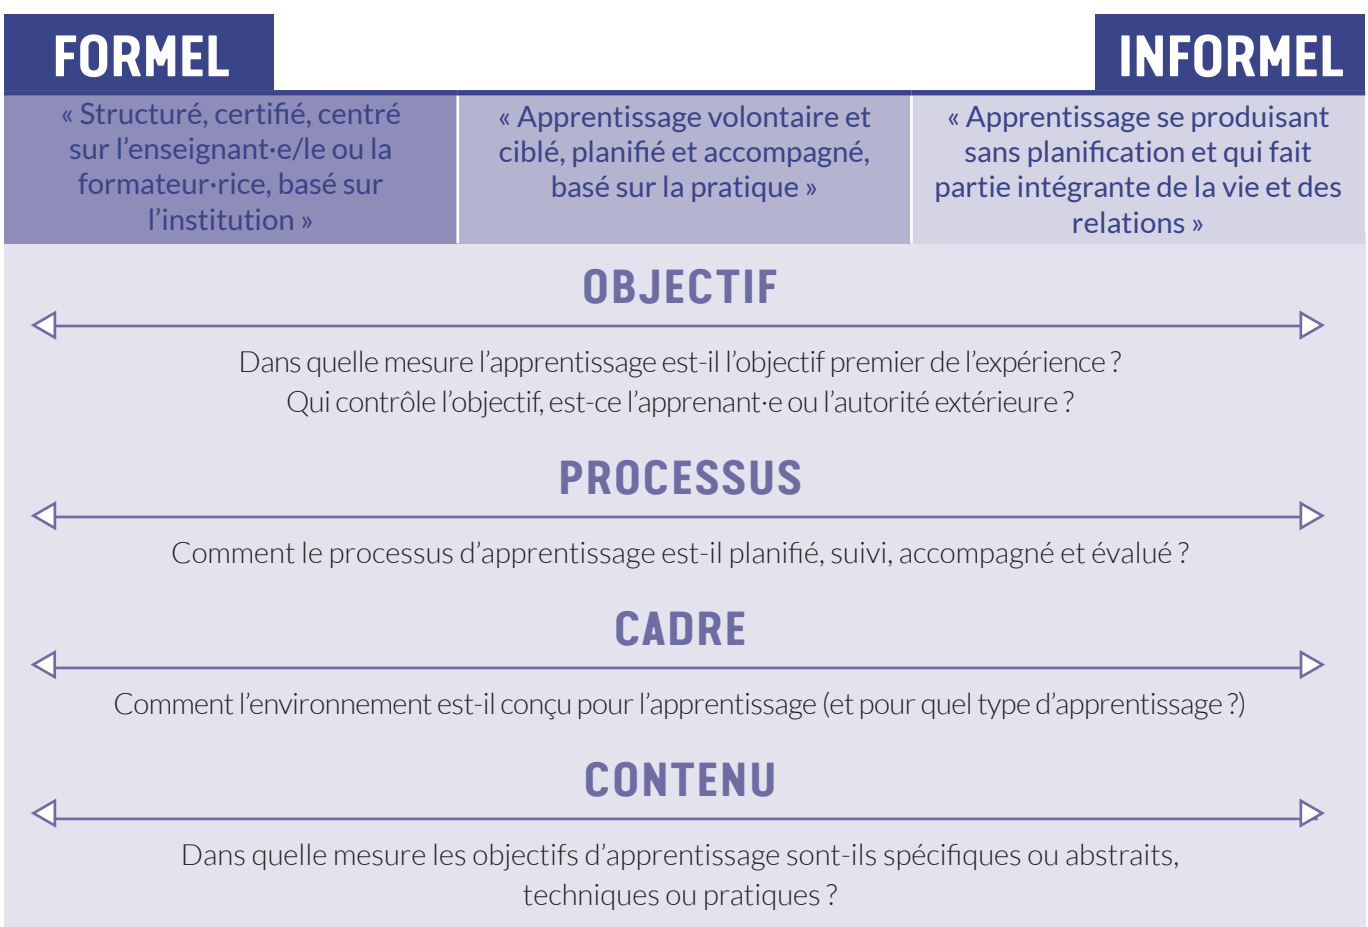 FORMEL
INFORMEL
« Structuré, certifié, centré
sur l’enseignant·e/le ou la
formateur·rice, basé sur
l’institution »
« Apprentissage volontaire et
ciblé, planifié et accompagné,
basé sur la pratique »
« Apprentissage se produisant
sans planification et qui fait
partie intégrante de la vie et des
relations »
OBJECTIF
Dans quelle mesure l’apprentissage est-il l’objectif premier de l’expérience ?
Qui contrôle l’objectif, est-ce l’apprenant·e ou l’autorité extérieure ?
PROCESSUS
Comment le processus d’apprentissage est-il planifié, suivi, accompagné et évalué ?
CADRE
Comment l’environnement est-il conçu pour l’apprentissage (et pour quel type d’apprentissage ?)
CONTENU
Dans quelle mesure les objectifs d’apprentissage sont-ils spécifiques ou abstraits,
techniques ou pratiques ?